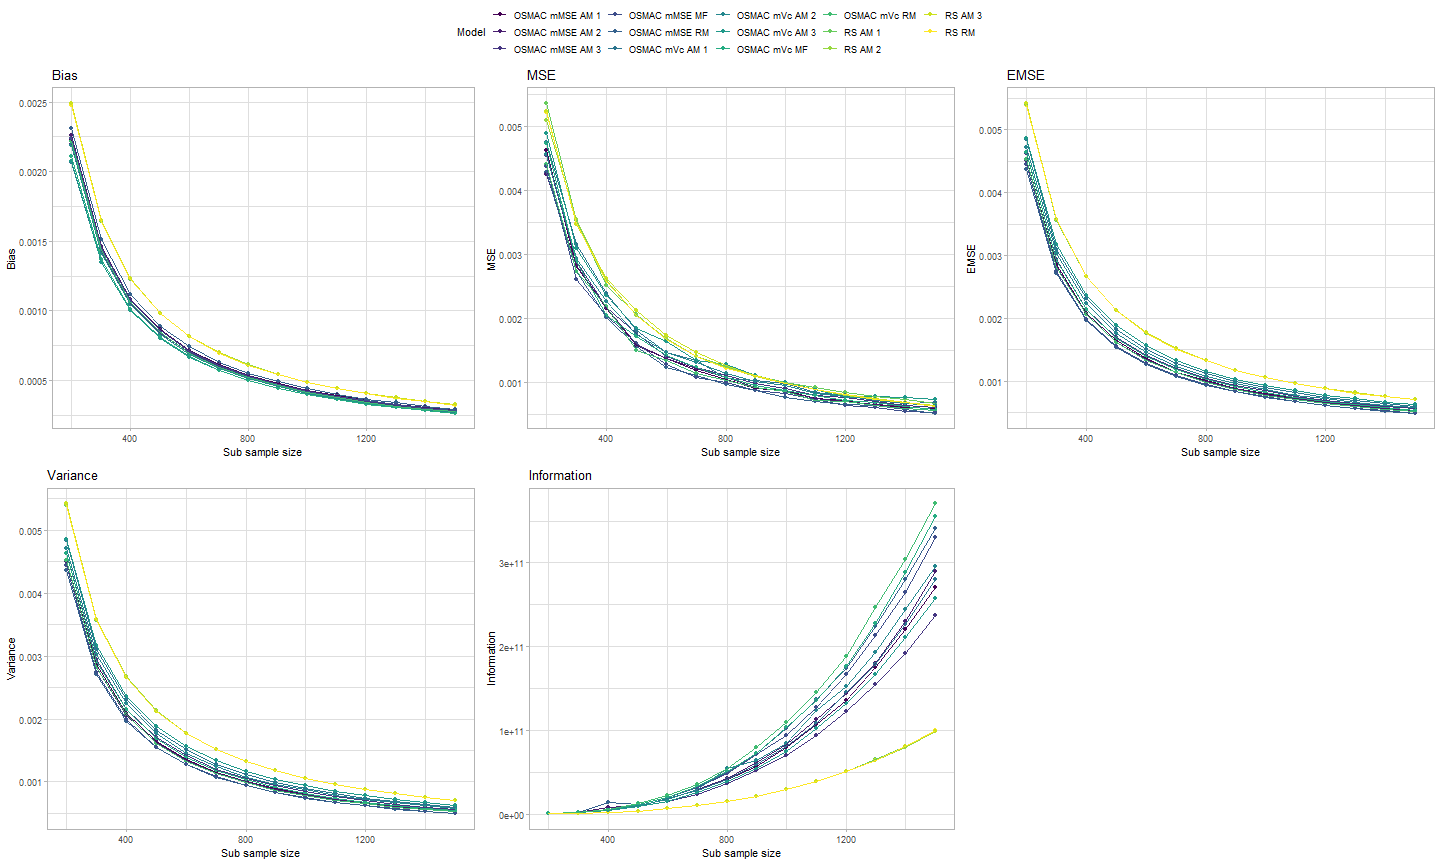 Model
OSMAC mMSE AM 1
OSMAC mMSE MF
OSMAC mVc AM 2
OSMAC mVc RM
RS AM 3
OSMAC mMSE AM 2
OSMAC mMSE RM
OSMAC mVc AM 3
RS AM 1
RS RM
OSMAC mMSE AM 3
OSMAC mVc AM 1
OSMAC mVc MF
RS AM 2
Bias
0.0025
0.0020
0.0015
0.0010
0.0005
Bias
400
800
1200
Sub sample size
MSE
0.005
0.004
0.003
0.002
0.001
MSE
400
800
1200
Sub sample size
EMSE
0.005
0.004
0.003
0.002
0.001
EMSE
400
800
1200
Sub sample size
Variance
0.005
0.004
0.003
0.002
0.001
Variance
400
800
1200
Sub sample size
Information
3e+11
2e+11
1e+11
0e+00
Information
400
800
1200
Sub sample size